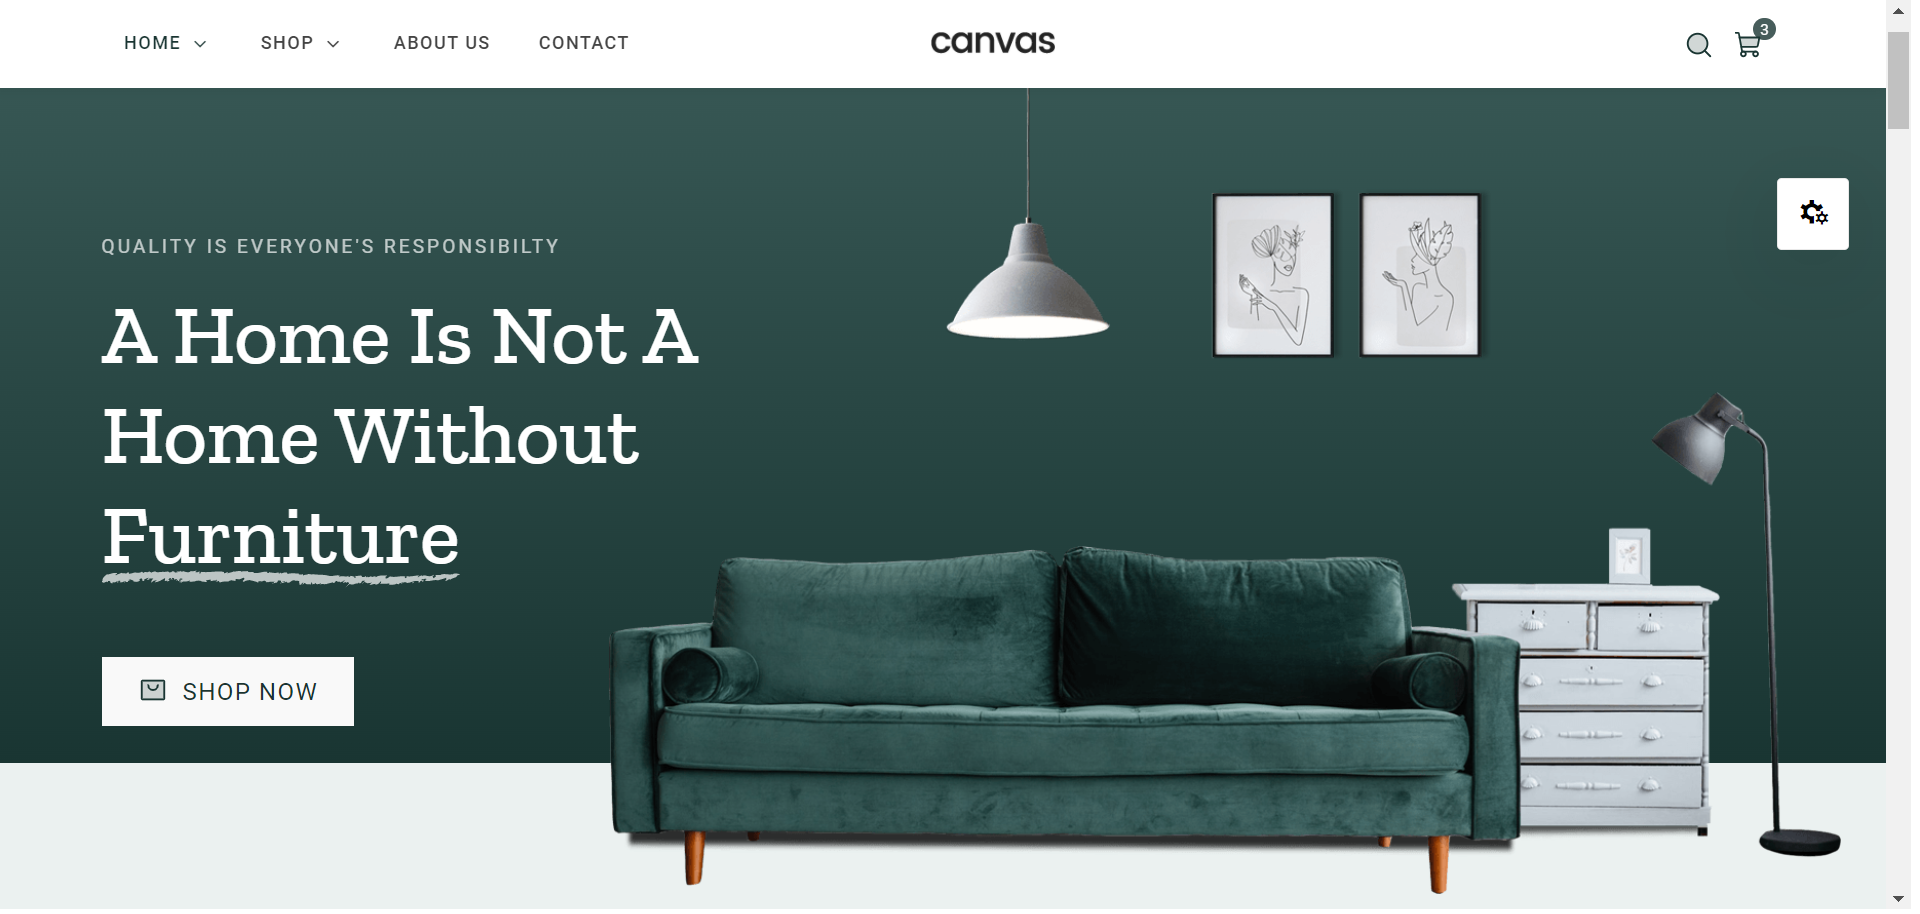 HOME
SHOP
ABOUT US
CONTACT
canvas
3
QUALITY IS EVERYONE'S RESPONSIBILTY
A Home Is Not A
Home Without
Furniture
SHOP NOW